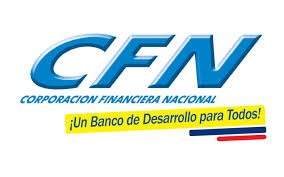 CFN
CORPORACION FINANCIERA NACIONAL
¡Un Banco de Desarrollo para Todos!